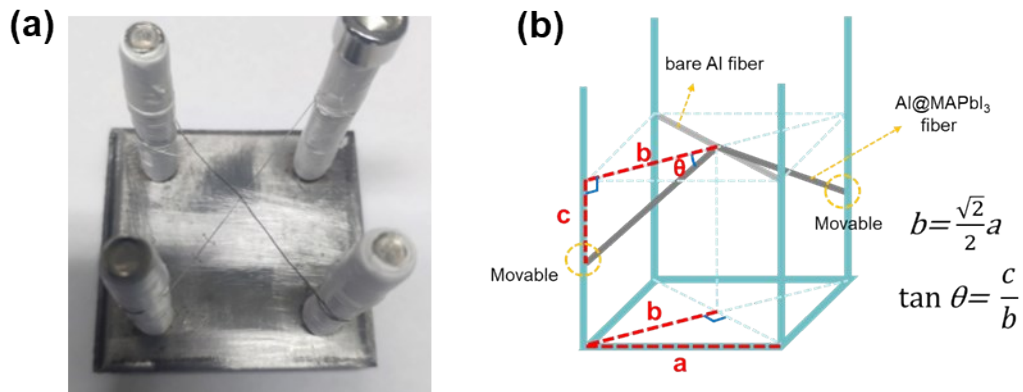 (a)
(b)
bare Al fiber
Al@MAPbI₃
fiber
b
θ
c
Movable
Movable
b=√2/2 a
tan θ= c/b
b
a